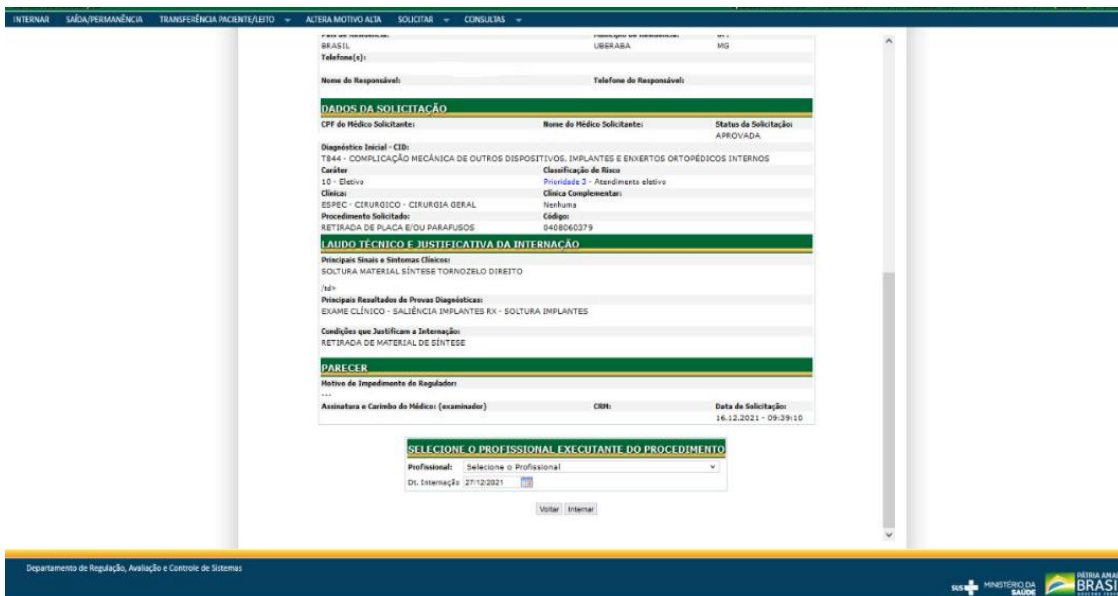 INTERNAR SAÍDA/PERMANÊNCIA TRANSFERÊNCIA PACIENTE/LEITO ALTERA MOTIVO ALTA SOLICITAR CONSULTAS
BRASIL UBERABA MG
Telefone(s):
Nome do Responsável: Telefone do Responsável:
DADOS DA SOLICITAÇÃO
CPF do Médico Solicitante: Nome do Médico Solicitante: Status da Solicitação:
APROVADA
Diagnóstico Inicial - CID:
T844 - COMPLICAÇÃO MECÂNICA DE OUTROS DISPOSITIVOS. IMPLANTES E ENXERTOS ORTOPÉDICOS INTERNOS
Caráter Classificação de Risco
10 - Eletivo Prioridade 3 - Atendimento eletivo
Clínica: Clínica Complementar:
ESPEC - CIRURGICO - CIRURGIA GERAL Nenhuma
Procedimento Solicitado: Código:
RETIRADA DE PLACA E/OU PARAFUSOS 0408060379
LAUDO TÉCNICO E JUSTIFICATIVA DA INTERNAÇÃO
Principais Sinais e Sintomas Clínicos:
SOLTURA MATERIAL SÍNTESE TORNOZELO DIREITO
/td>
Principais Resultados de Provas Diagnósticas:
EXAME CLÍNICO - SALIÊNCIA IMPLANTES RX - SOLTURA IMPLANTES
Condições que Justificam a Internação:
RETIRADA DE MATERIAL DE SÍNTESE
PARECER
Motivo de Impedimento do Regulador:
---
Assinatura e Carimbo do Médico: (examinador) CRM: Data da Solicitação:
16.12.2021 - 09:39:10
SELECIONE O PROFISSIONAL EXECUTANTE DO PROCEDIMENTO
Profissional: Selecione o Profissional
Dt. Internação 27/12/2021
Voltar Internar
Departamento de Regulação, Avaliação e Controle de Sistemas
SUS MINISTÉRIO DA SAÚDE PÁTRIA AMA BRASI